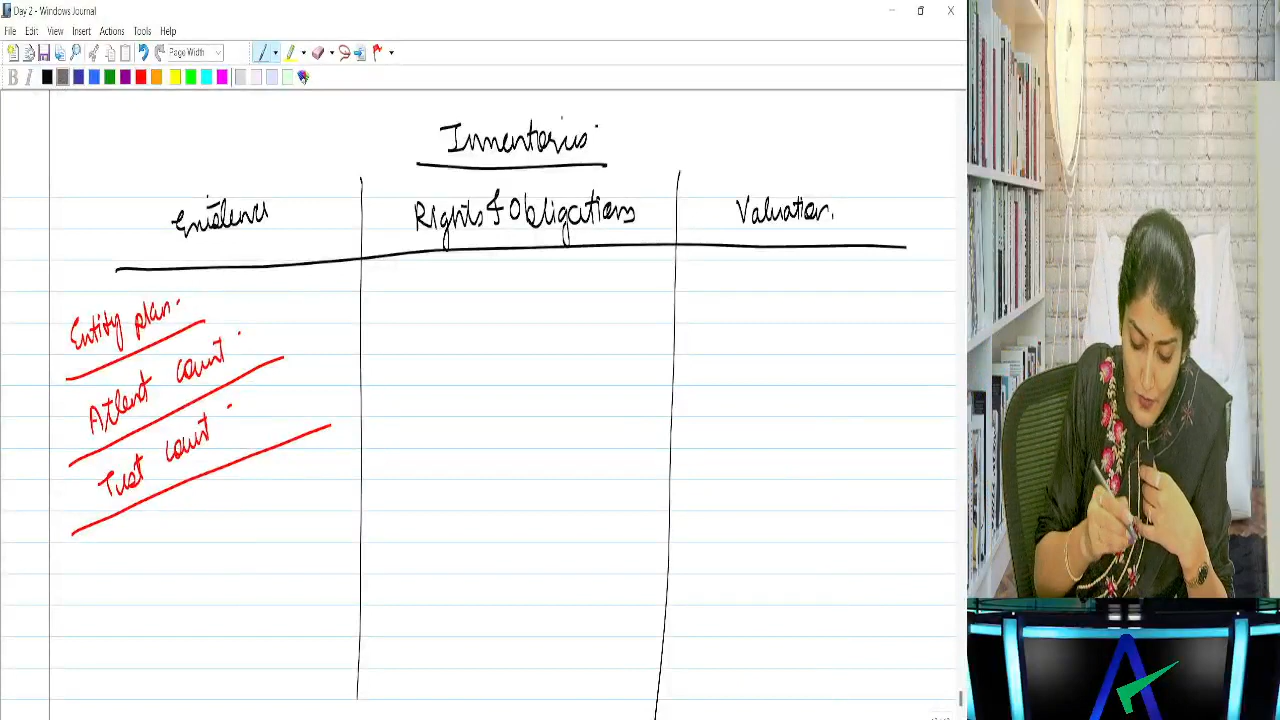 Day 2 - Windows Journal
File Edit View Insert Actions Tools Help
Page Width
B I
Inventories
Existence Rights & Obligations Valuation.
Entity plan.
Attent count.
Test count.